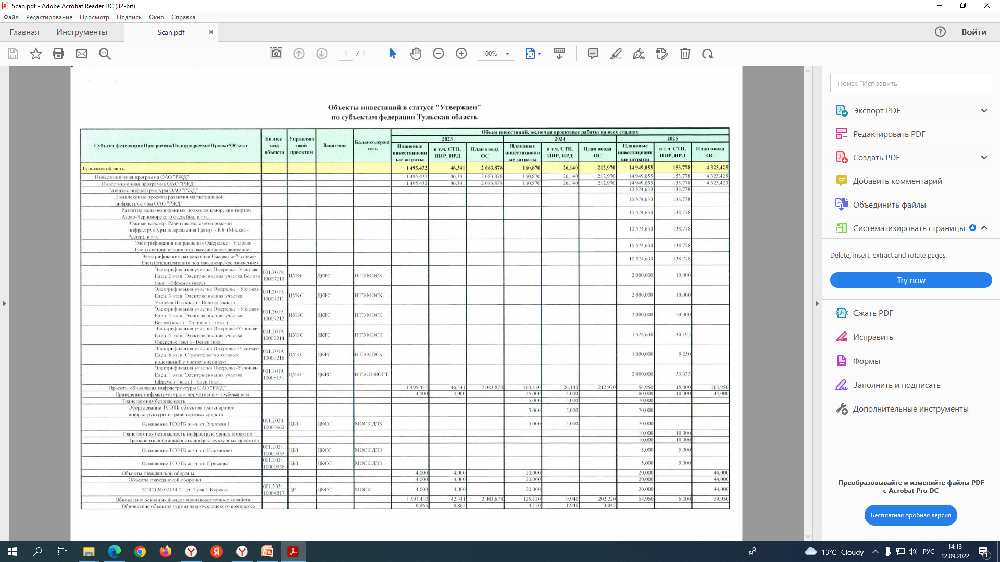 Scan.pdf - Adobe Acrobat Reader DC (32-bit)
Файл Редактирование Просмотр Подпись Окно Справка
Главная Инструменты Scan.pdf × Войти
1 / 1 100%
Объекты инвестиций в статусе "Утвержден"
по субъектам федерации Тульская область
Субъект федерации/Программа/Подпрограмма/Проект/Объект
Бизнес-
код
объекта
Управляю
щий
проектом
Заказчик
Балансодержа
тель
Объем инвестиций, включая проектные работы на всех стадиях
2023 2024 2025
Плановые
инвестиционн
ые затраты
в т.ч. СТП,
ПИР, ИРД
План ввода
ОС
Плановые
инвестиционн
ые затраты
в т.ч. СТП,
ПИР, ИРД
План ввода
ОС
Плановые
инвестиционн
ые затраты
в т.ч. СТП,
ПИР, ИРД
План ввода
ОС
Тульская область 1 495,432 46,341 2 083,878 160,870 26,140 212,970 14 949,055 153,778 4 323,425
Инвестиционная программа ОАО "РЖД" 1 495,432 46,341 2 083,878 160,870 26,140 212,970 14 949,055 153,778 4 323,425
Инвестиционная программа ОАО "РЖД" 1 495,432 46,341 2 083,878 160,870 26,140 212,970 14 949,055 153,778 4 323,425
Развитие инфраструктуры ОАО "РЖД" 10 574,630 138,778
Комплексные проекты развития магистральной
инфраструктуры ОАО "РЖД" 10 574,630 138,778
Развитие железнодорожных подходов к морским портам
Азово-Черноморского бассейна, в т.ч.: 10 574,630 138,778
Южный кластер. Развитие железнодорожной
инфраструктуры направления Центр - Юг (Москва -
Адлер), в т.ч.: 10 574,630 138,778
Электрификация направления Ожерелье – Узловая –
Елец (специализация под пассажирское движение) 10 574,630 138,778
Электрификация направления Ожерелье-Узловая-
Елец (специализация под пассажирское движение) 10 574,630 138,778
Электрификация участка Ожерелье -Узловая-
Елец. 2 этап. Электрификация участка Волово
(вкл.) -Ефремов (вкл.) 001.2019.10009210 ЦУКС ДКРС НТЭ МОСК 2 000,000 10,000
Электрификация участка Ожерелье - Узловая -
Елец. 3 этап. Электрификация участка
Узловая III (искл.) - Волово (искл.) 001.2019.10009211 ЦУКС ДКРС НТЭ МОСК 2 000,000 10,000
Электрификация участка Ожерелье - Узловая -
Елец. 4 этап. Электрификация участка
Венев(искл.) - Узловая III (вкл.) 001.2019.10009212 ЦУКС ДКРС НТЭ МОСК 2 000,000 50,000
Электрификация участка Ожерелье-Узловая-
Елец. 5 этап. Электрификация участка
Ожерелье (вкл.) - Венев (вкл.) 001.2019.10009214 ЦУКС ДКРС НТЭ МОСК 1 524,630 30,195
Электрификация участка Ожерелье -Узловая-
Елец. 6 этап. Строительство тяговых
подстанций с учетом внешнего 001.2019.10009216 ЦУКС ДКРС НТЭ МОСК 1 050,000 5,250
Электрификация участка Ожерелье-Узловая-
Елец. 1 этап. Электрификация участка
Ефремов (искл.) - Елец (вкл.) 001.2019.10008131 ЦУКС ДКРС НТЭ Ю-ВОСТ 2 000,000 33,333
Проекты обновления инфраструктуры ОАО "РЖД" 1 495,432 46,341 2 083,878 160,870 26,140 212,970 154,950 15,000 103,950
Приведение инфраструктуры к нормативным требованиям 4,000 4,000 25,000 5,000 100,000 10,000 44,000
Транспортная безопасность 5,000 5,000 70,000
Оборудование ТСОТБ объектов транспортной
инфраструктуры и транспортных средств 5,000 5,000 70,000
Оснащение ТСОТБ ж.-д. ст. Узловая I 001.2020.10000662 ЦБЗ ДКСС МОСК ДЭЗ 5,000 5,000 70,000
Транспортная безопасность инфраструктурных проектов 10,000 10,000
Транспортная безопасность инфраструктурных проектов 10,000 10,000
Оснащение ТСОТБ ж.-д. ст. Плеханово 001.2021.10000935 ЦБЗ ДКСС МОСК ДЭЗ 5,000 5,000
Оснащение ТСОТБ ж.-д. ст. Присады 001.2021.10000938 ЦБЗ ДКСС МОСК ДЭЗ 5,000 5,000
Объекты гражданской обороны 4,000 4,000 20,000 20,000 44,000
Объекты гражданской обороны 4,000 4,000 20,000 20,000 44,000
ЗС ГО № 02454-71 ст. Тула 1-Курская 001.2021.10004517 ЦР ДКСС МОСК 4,000 4,000 20,000 20,000 44,000
Обновление основных фондов производственных хозяйств 1 491,432 42,341 2 083,878 125,120 19,940 202,220 54,950 5,000 59,950
Обновление объектов терминально-складского комплекса 0,865 0,865 4,120 1,940 3,045
Поиск "Исправить"
Экспорт PDF
Редактировать PDF
Создать PDF
Добавить комментарий
Объединить файлы
Систематизировать страницы
Delete, insert, extract and rotate pages.
Try now
Сжать PDF
Исправить
Формы
Заполнить и подписать
Дополнительные инструменты
Преобразовывайте и изменяйте файлы PDF
с Acrobat Pro DC
Бесплатная пробная версия
13°C Cloudy РУС 14:13
12.09.2022 1